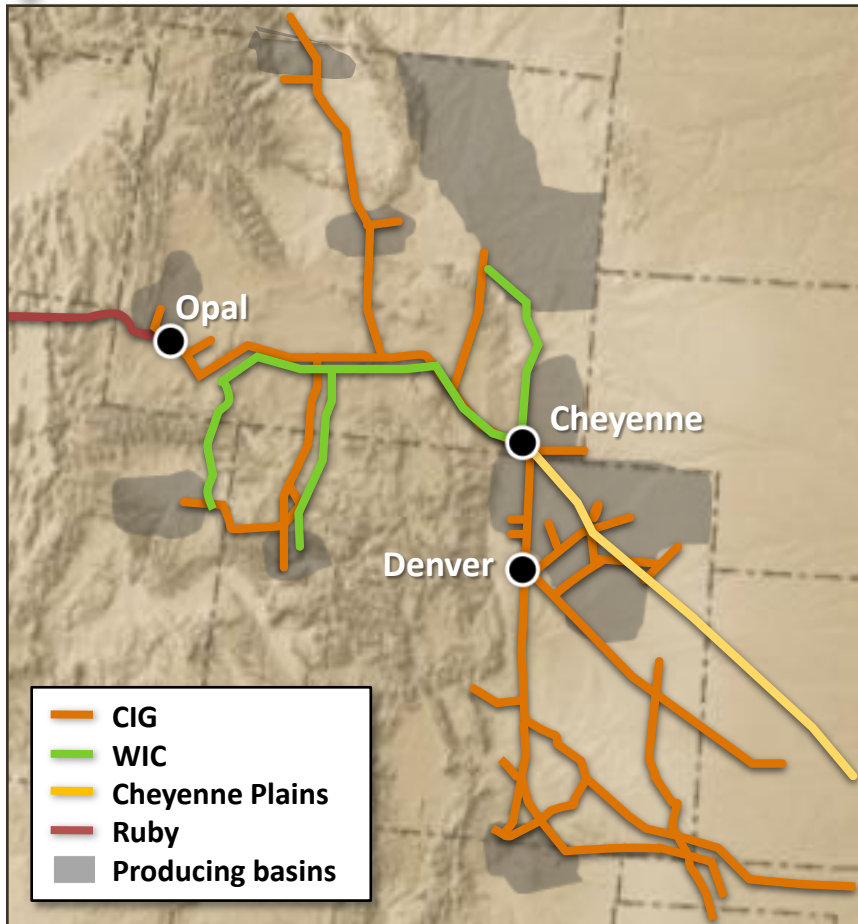 Opal
Cheyenne
Denver
CIG
WIC
Cheyenne Plains
Ruby
Producing basins